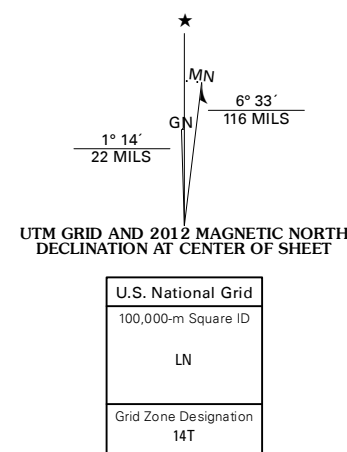 ★
MN
GN
6° 33´
116 MILS
1° 14´
22 MILS
UTM GRID AND 2012 MAGNETIC NORTH
DECLINATION AT CENTER OF SHEET
U.S. National Grid
100,000-m Square ID
LN
Grid Zone Designation
14T